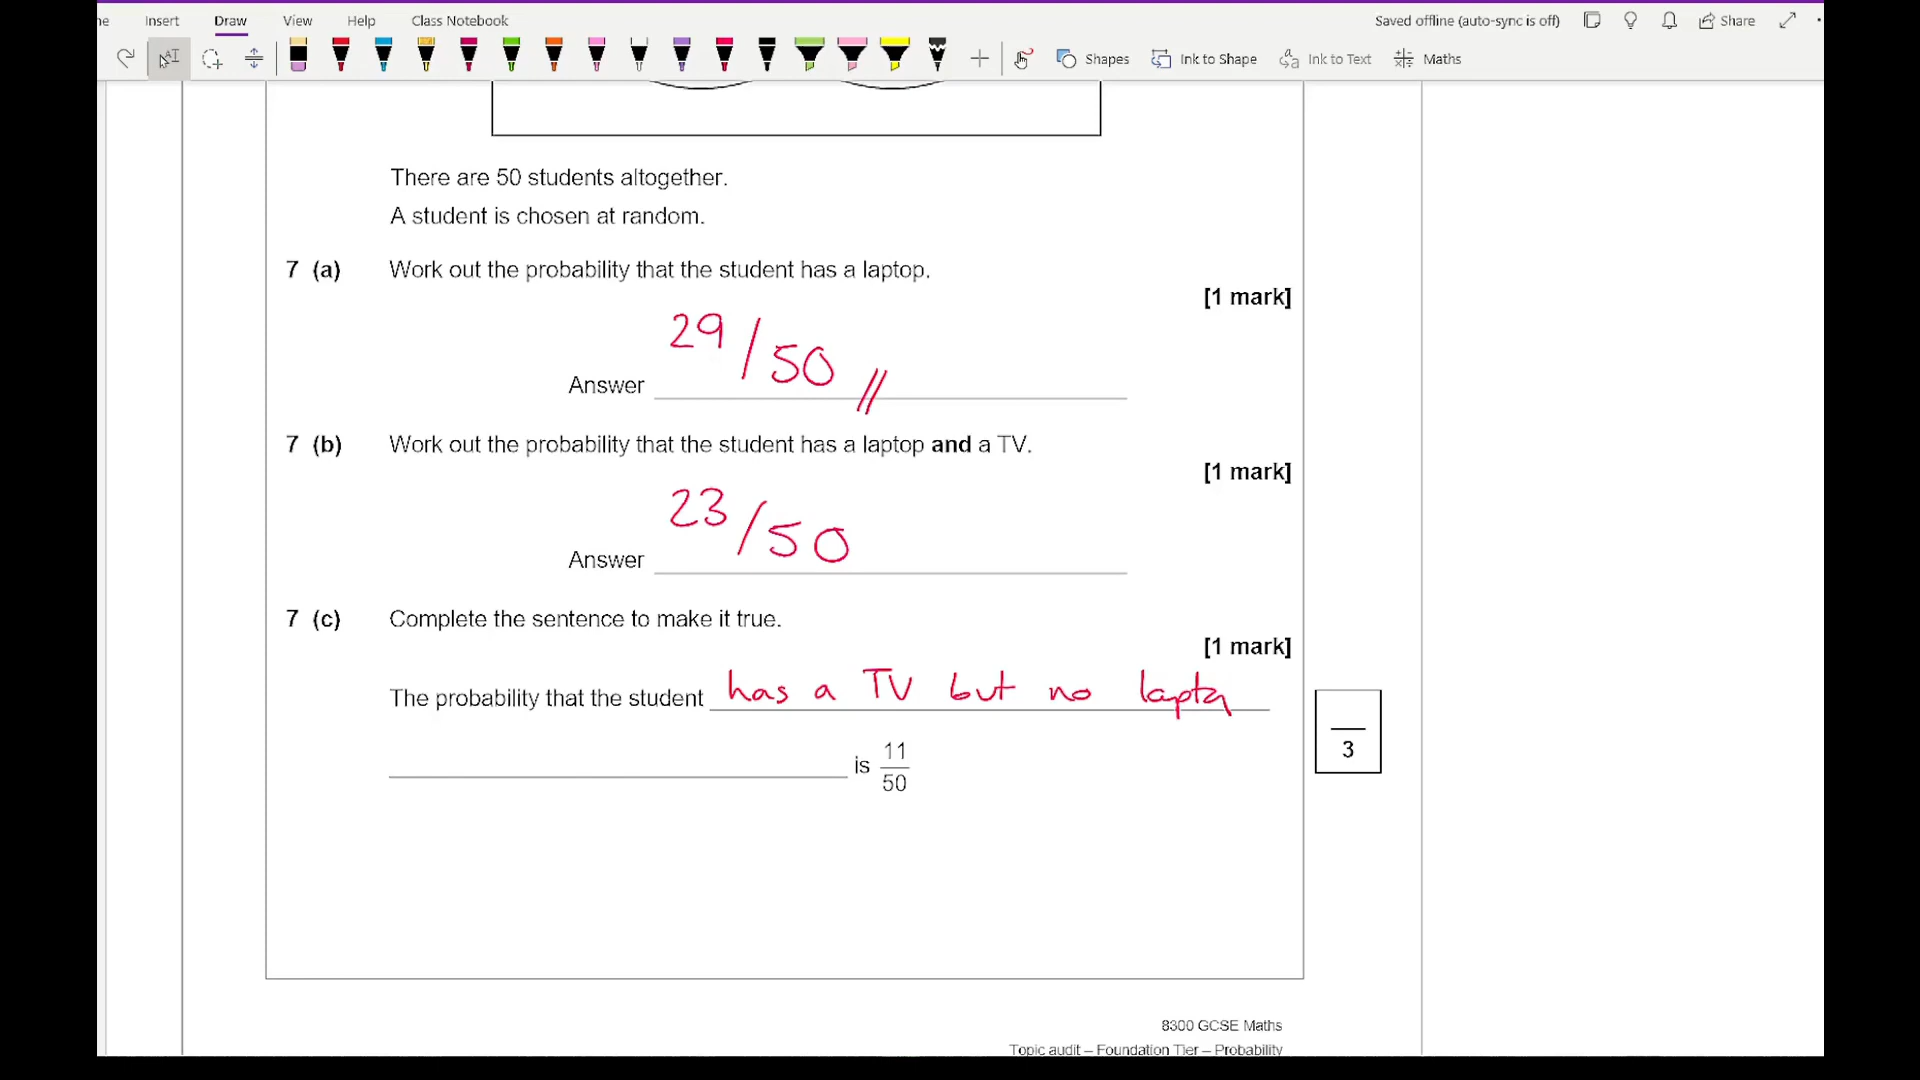 ne Insert Draw View Help Class Notebook Saved offline (auto-sync is off) Share
Shapes Ink to Shape Ink to Text Maths
There are 50 students altogether.
A student is chosen at random.
7 (a) Work out the probability that the student has a laptop.
[1 mark]
29/50
Answer
7 (b) Work out the probability that the student has a laptop and a TV.
[1 mark]
23/50
Answer
7 (c) Complete the sentence to make it true.
[1 mark]
The probability that the student has a TV but no laptop
is 11/50
3
8300 GCSE Maths
Topic audit – Foundation Tier – Probability